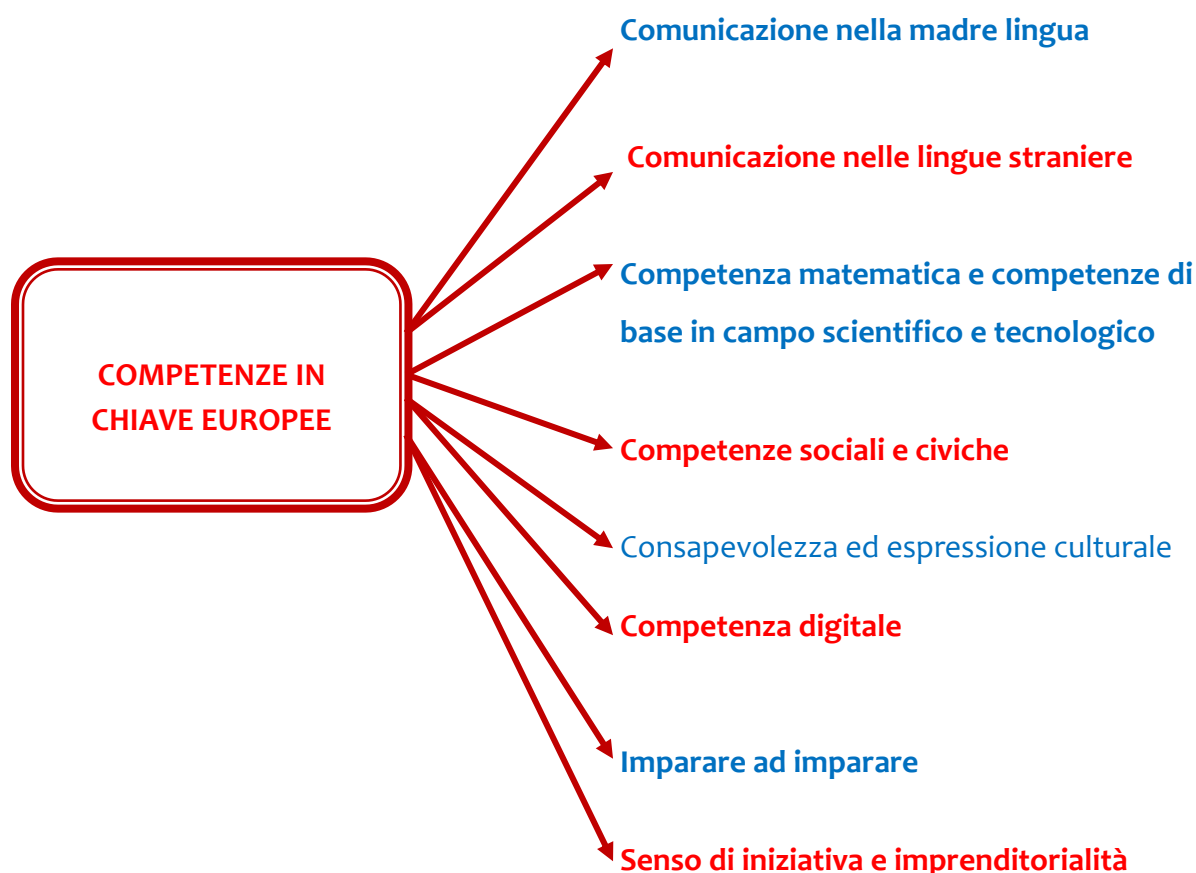 Comunicazione nella madre lingua
Comunicazione nelle lingue straniere
Competenza matematica e competenze di
base in campo scientifico e tecnologico
COMPETENZE IN
CHIAVE EUROPEE
Competenze sociali e civiche
Consapevolezza ed espressione culturale
Competenza digitale
Imparare ad imparare
Senso di iniziativa e imprenditorialità